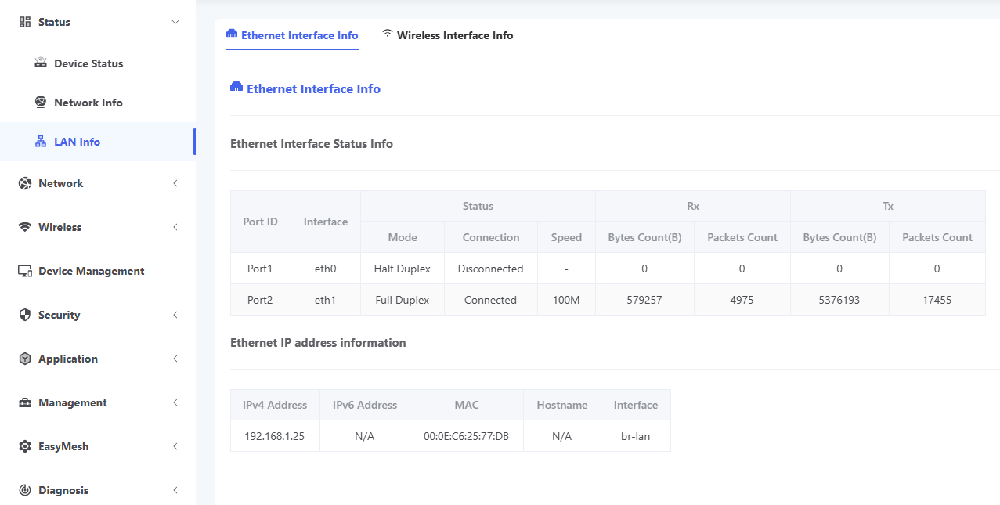 Status
Device Status
Network Info
LAN Info
Network
Wireless
Device Management
Security
Application
Management
EasyMesh
Diagnosis
Ethernet Interface Info Wireless Interface Info
Ethernet Interface Info
Ethernet Interface Status Info
Port ID Interface Status Rx Tx
Mode Connection Speed Bytes Count(B) Packets Count Bytes Count(B) Packets Count
Port1 eth0 Half Duplex Disconnected - 0 0 0 0
Port2 eth1 Full Duplex Connected 100M 579257 4975 5376193 17455
Ethernet IP address information
IPv4 Address IPv6 Address MAC Hostname Interface
192.168.1.25 N/A 00:0E:C6:25:77:DB N/A br-lan